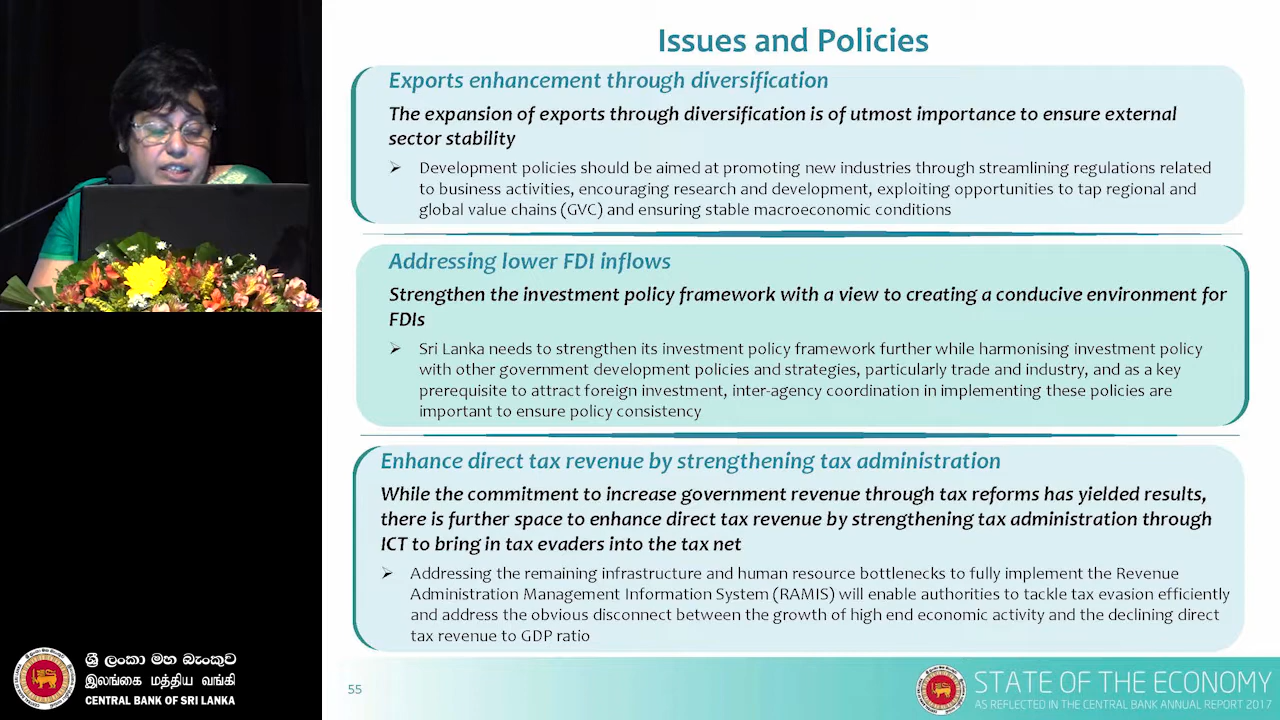 Issues and Policies
Exports enhancement through diversification
The expansion of exports through diversification is of utmost importance to ensure external
sector stability
➢ Development policies should be aimed at promoting new industries through streamlining regulations related
to business activities, encouraging research and development, exploiting opportunities to tap regional and
global value chains (GVC) and ensuring stable macroeconomic conditions
Addressing lower FDI inflows
Strengthen the investment policy framework with a view to creating a conducive environment for
FDIs
➢ Sri Lanka needs to strengthen its investment policy framework further while harmonising investment policy
with other government development policies and strategies, particularly trade and industry, and as a key
prerequisite to attract foreign investment, inter-agency coordination in implementing these policies are
important to ensure policy consistency
Enhance direct tax revenue by strengthening tax administration
While the commitment to increase government revenue through tax reforms has yielded results,
there is further space to enhance direct tax revenue by strengthening tax administration through
ICT to bring in tax evaders into the tax net
➢ Addressing the remaining infrastructure and human resource bottlenecks to fully implement the Revenue
Administration Management Information System (RAMIS) will enable authorities to tackle tax evasion efficiently
and address the obvious disconnect between the growth of high end economic activity and the declining direct
tax revenue to GDP ratio
ශ්‍රී ලංකා මහ බැංකුව
இலங்கை மத்திய வங்கி
CENTRAL BANK OF SRI LANKA
55
STATE OF THE ECONOMY
AS REFLECTED IN THE CENTRAL BANK ANNUAL REPORT 2017